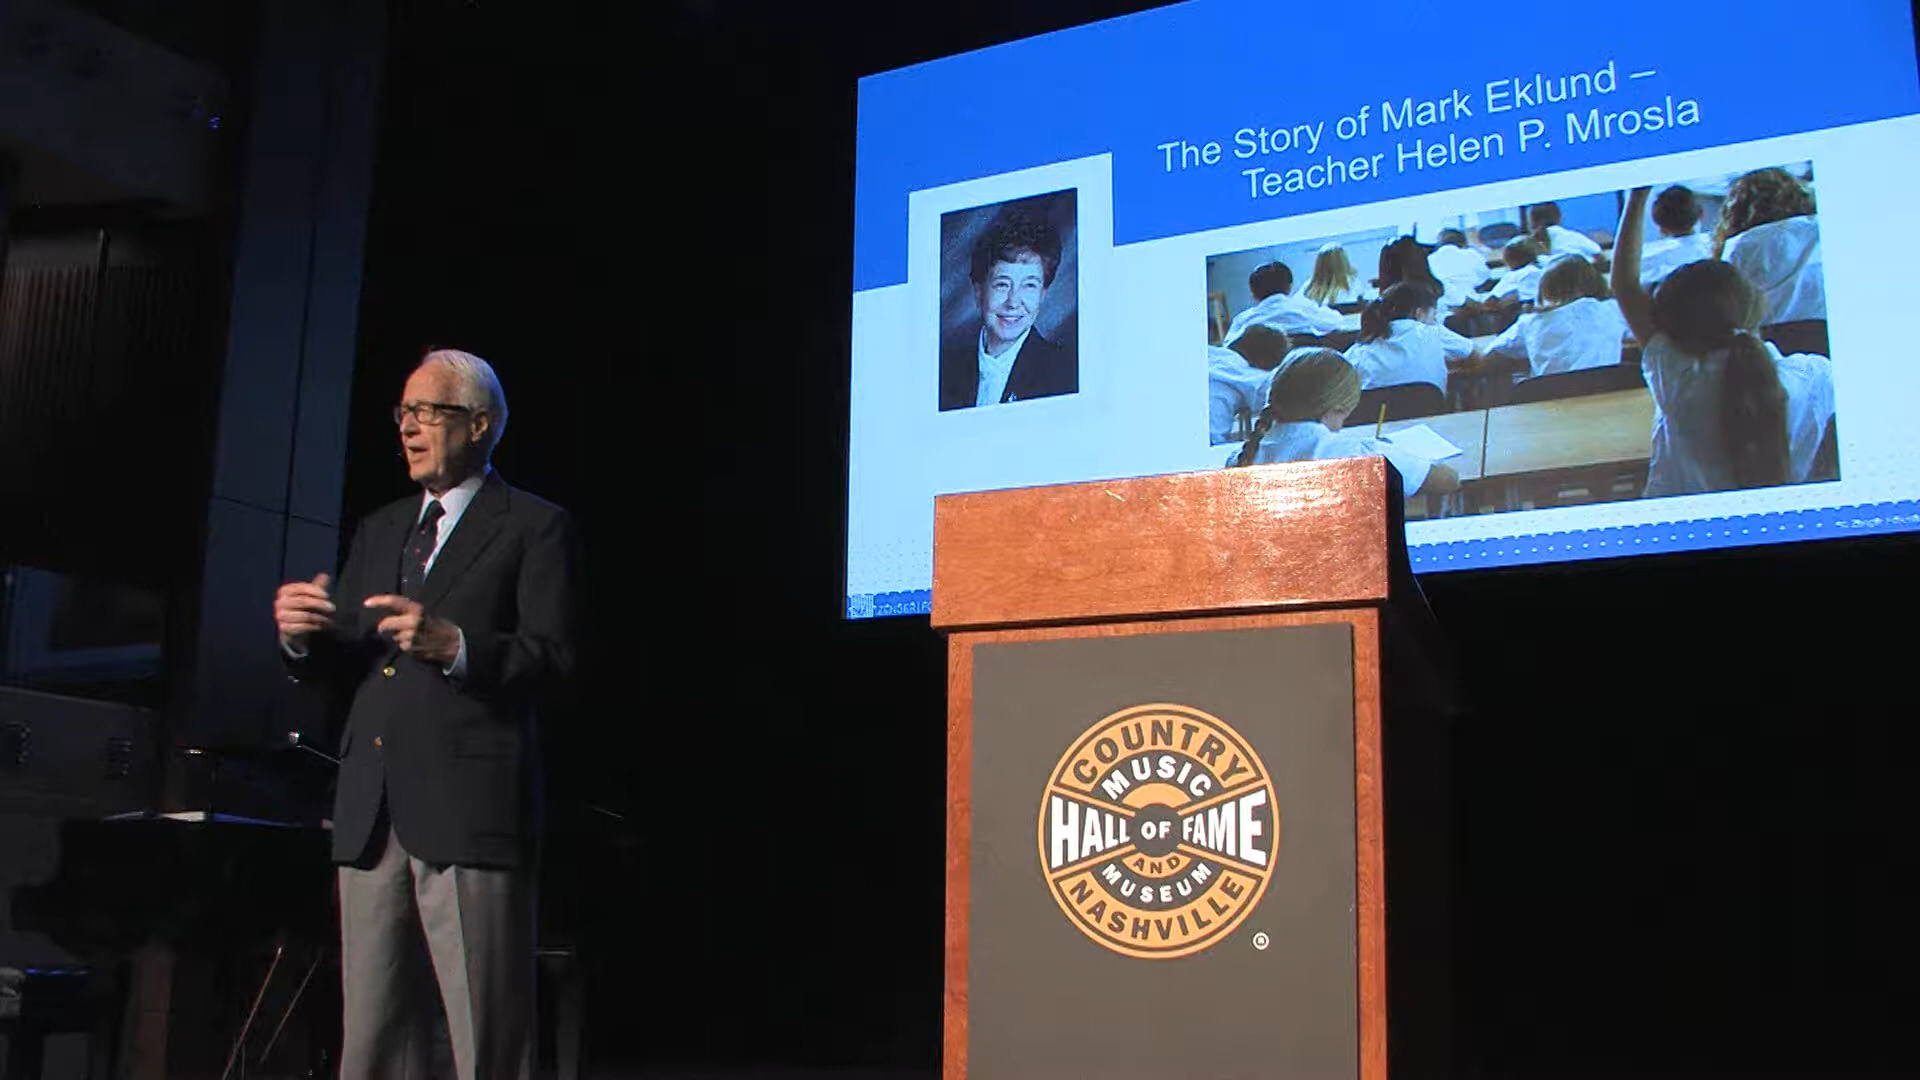 The Story of Mark Eklund –
Teacher Helen P. Mrosla
COUNTRY
MUSIC
HALL OF FAME
AND
MUSEUM
NASHVILLE
®